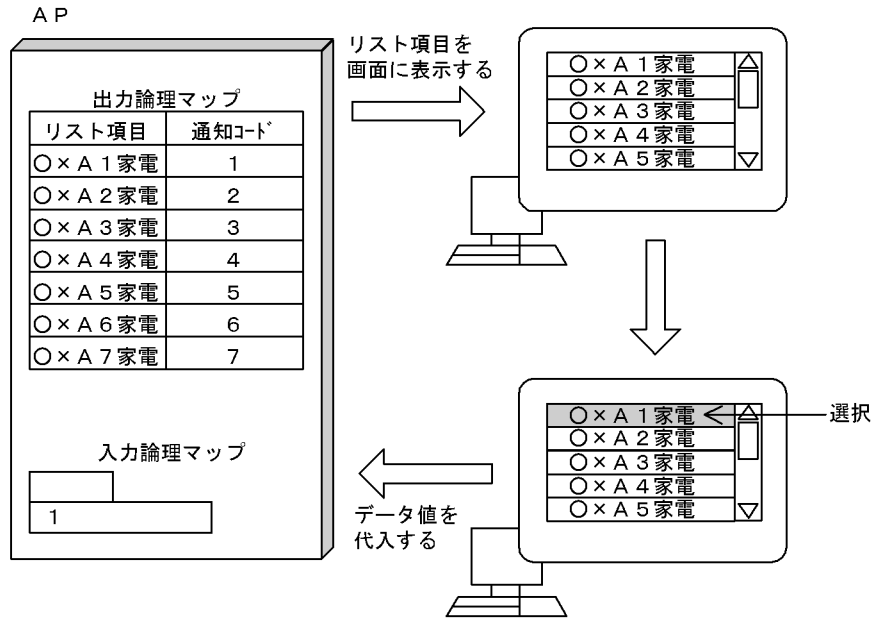 ＡＰ
出力論理マップ
リスト項目 通知ｺｰﾄﾞ
○×Ａ１家電 1
○×Ａ２家電 2
○×Ａ３家電 3
○×Ａ４家電 4
○×Ａ５家電 5
○×Ａ６家電 6
○×Ａ７家電 7
入力論理マップ
1
リスト項目を
画面に表示する
○×Ａ１家電
○×Ａ２家電
○×Ａ３家電
○×Ａ４家電
○×Ａ５家電
○×Ａ１家電
○×Ａ２家電
○×Ａ３家電
○×Ａ４家電
○×Ａ５家電
選択
データ値を
代入する